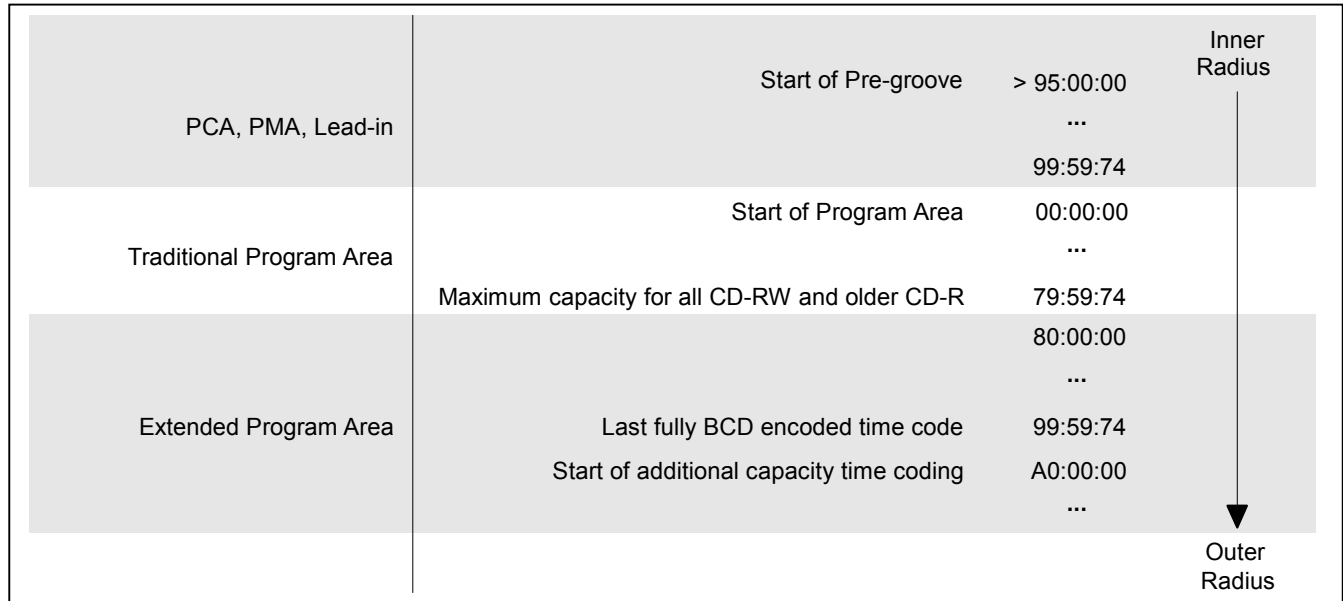 Inner
Radius
Start of Pre-groove > 95:00:00
PCA, PMA, Lead-in
...
99:59:74
Start of Program Area 00:00:00
Traditional Program Area
...
Maximum capacity for all CD-RW and older CD-R 79:59:74
80:00:00
...
Extended Program Area Last fully BCD encoded time code 99:59:74
Start of additional capacity time coding A0:00:00
...
Outer
Radius